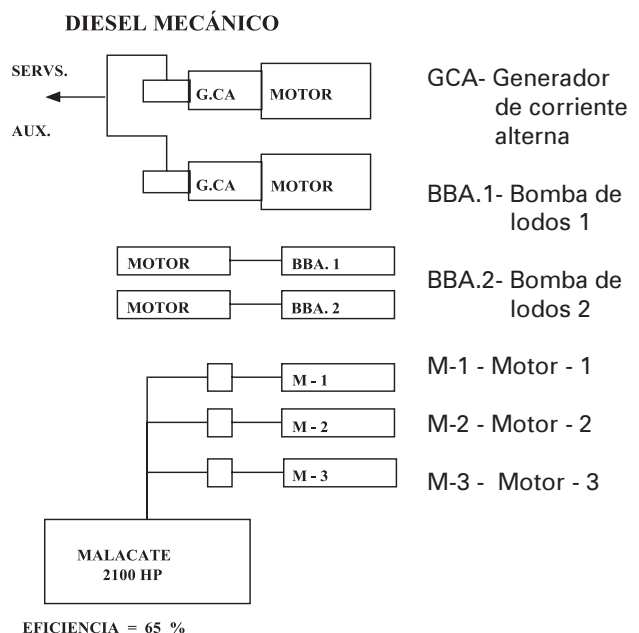 DIESEL MECÁNICO
SERVS.
AUX.
G.CA MOTOR
G.CA MOTOR
MOTOR BBA. 1
MOTOR BBA. 2
M - 1
M - 2
M - 3
MALACATE
2100 HP
EFICIENCIA = 65 %
GCA- Generador
de corriente
alterna
BBA.1- Bomba de
lodos 1
BBA.2- Bomba de
lodos 2
M-1 - Motor - 1
M-2 - Motor - 2
M-3 - Motor - 3